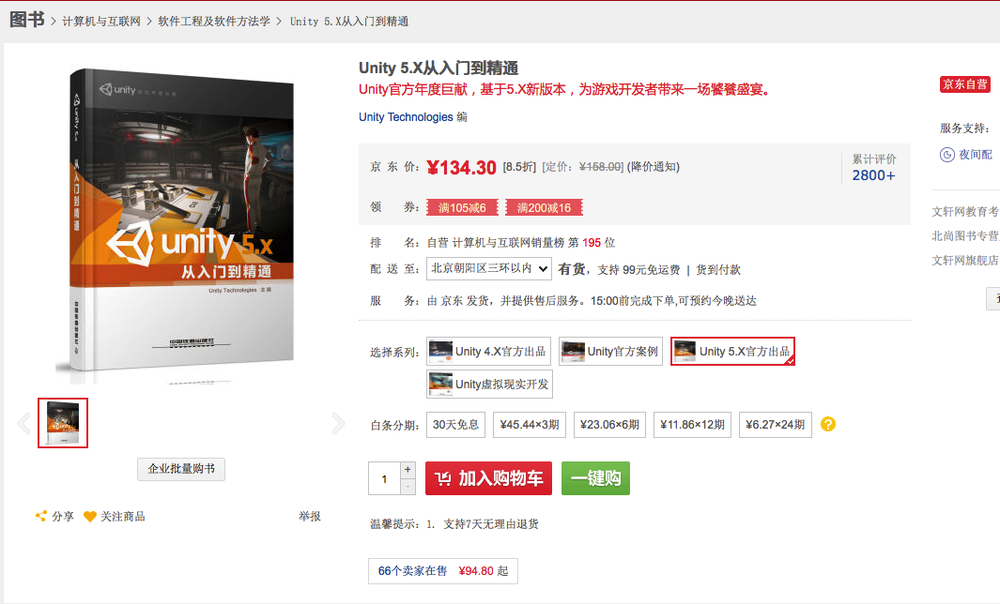 图书 > 计算机与互联网 > 软件工程及软件方法学 > Unity 5.X从入门到精通
unity
unity 5.x 从入门到精通
unity 5.x
从入门到精通
Unity Technologies 主编
中国铁道出版社
企业批量购书
分享 关注商品 举报
Unity 5.X从入门到精通
Unity官方年度巨献，基于5.X新版本，为游戏开发者带来一场饕餮盛宴。
Unity Technologies 编
京 东 价： ¥134.30 [8.5折] [定价：¥158.00] (降价通知)
累计评价
2800+
领 券： 满105减6 满200减16
排 名： 自营 计算机与互联网销量榜 第 195 位
配 送 至： 北京朝阳区三环以内 有货，支持 99元免运费 | 货到付款
服 务： 由 京东 发货，并提供售后服务。15:00前完成下单,可预约今晚送达
选择系列： Unity 4.X官方出品 Unity官方案例 Unity 5.X官方出品
Unity虚拟现实开发
白条分期： 30天免息 ¥45.44×3期 ¥23.06×6期 ¥11.86×12期 ¥6.27×24期 ?
1 + - 加入购物车 一键购
温馨提示：1. 支持7天无理由退货
66个卖家在售 ¥94.80 起
京东自营
服务支持：
夜间配
文轩网教育考
北尚图书专营
文轩网旗舰店